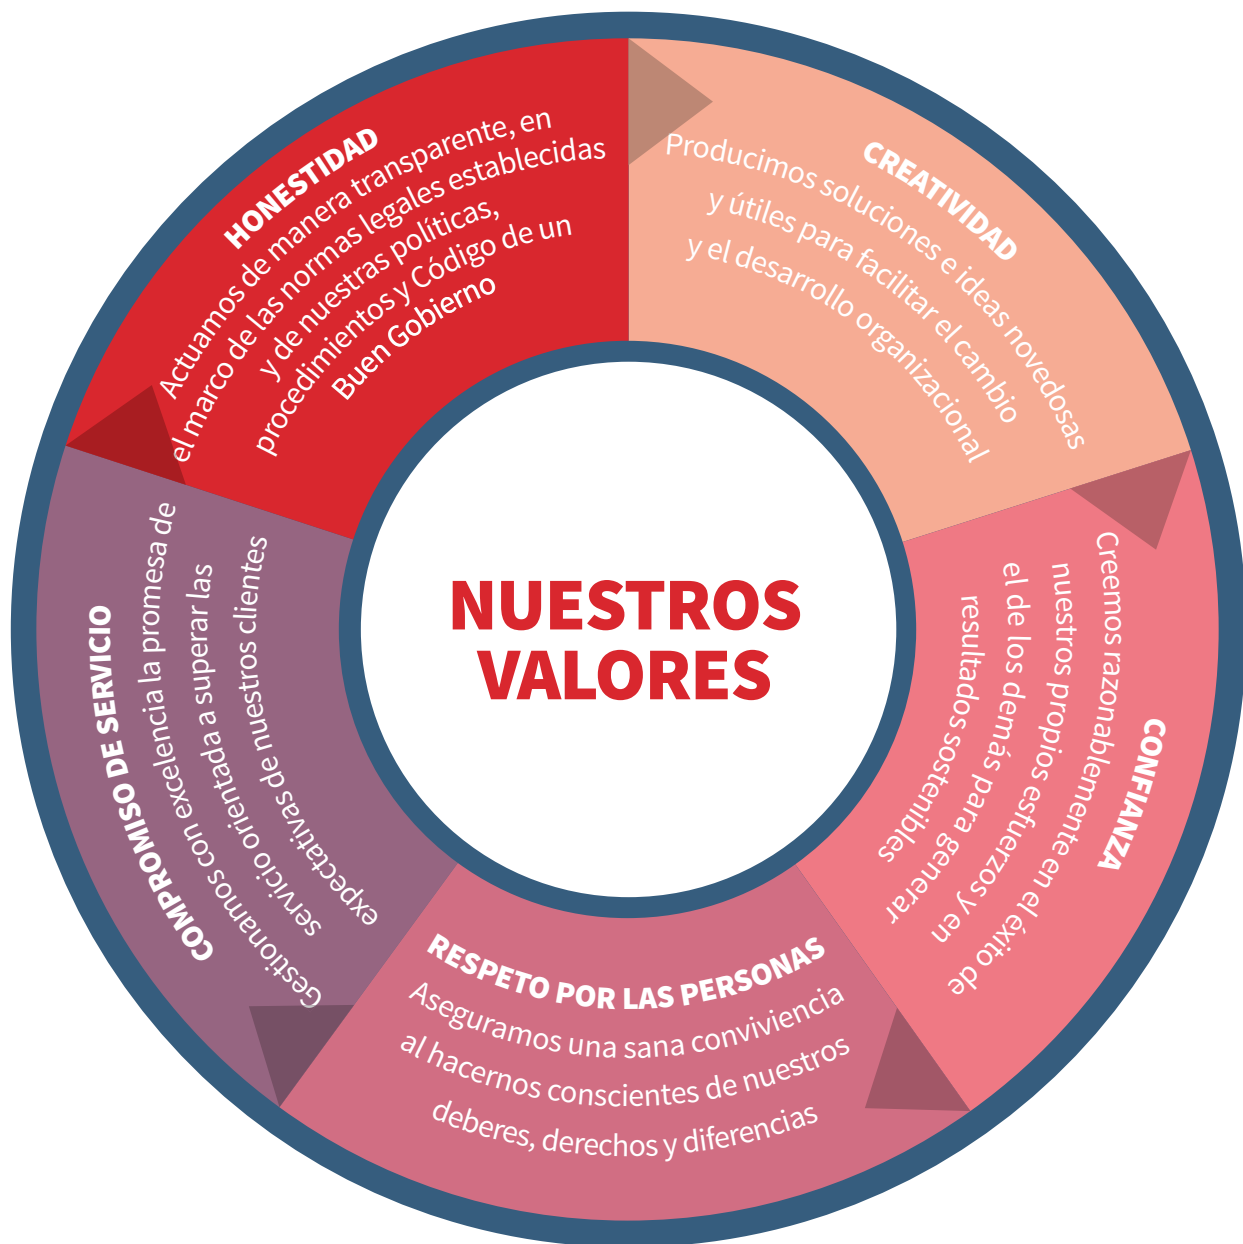 NUESTROS
VALORES
HONESTIDAD
Actuamos de manera transparente, en
el marco de las normas legales establecidas
y de nuestras políticas,
procedimientos y Código de un
Buen Gobierno
CREATIVIDAD
Producimos soluciones e ideas novedosas
y útiles para facilitar el cambio
y el desarrollo organizacional
CONFIANZA
Creemos razonablemente en el éxito de
nuestros propios esfuerzos y en
el de los demás para generar
resultados sostenibles
RESPETO POR LAS PERSONAS
Aseguramos una sana conviviencia
al hacernos conscientes de nuestros
deberes, derechos y diferencias
COMPROMISO DE SERVICIO
Gestionamos con excelencia la promesa de
servicio orientada a superar las
expectativas de nuestros clientes